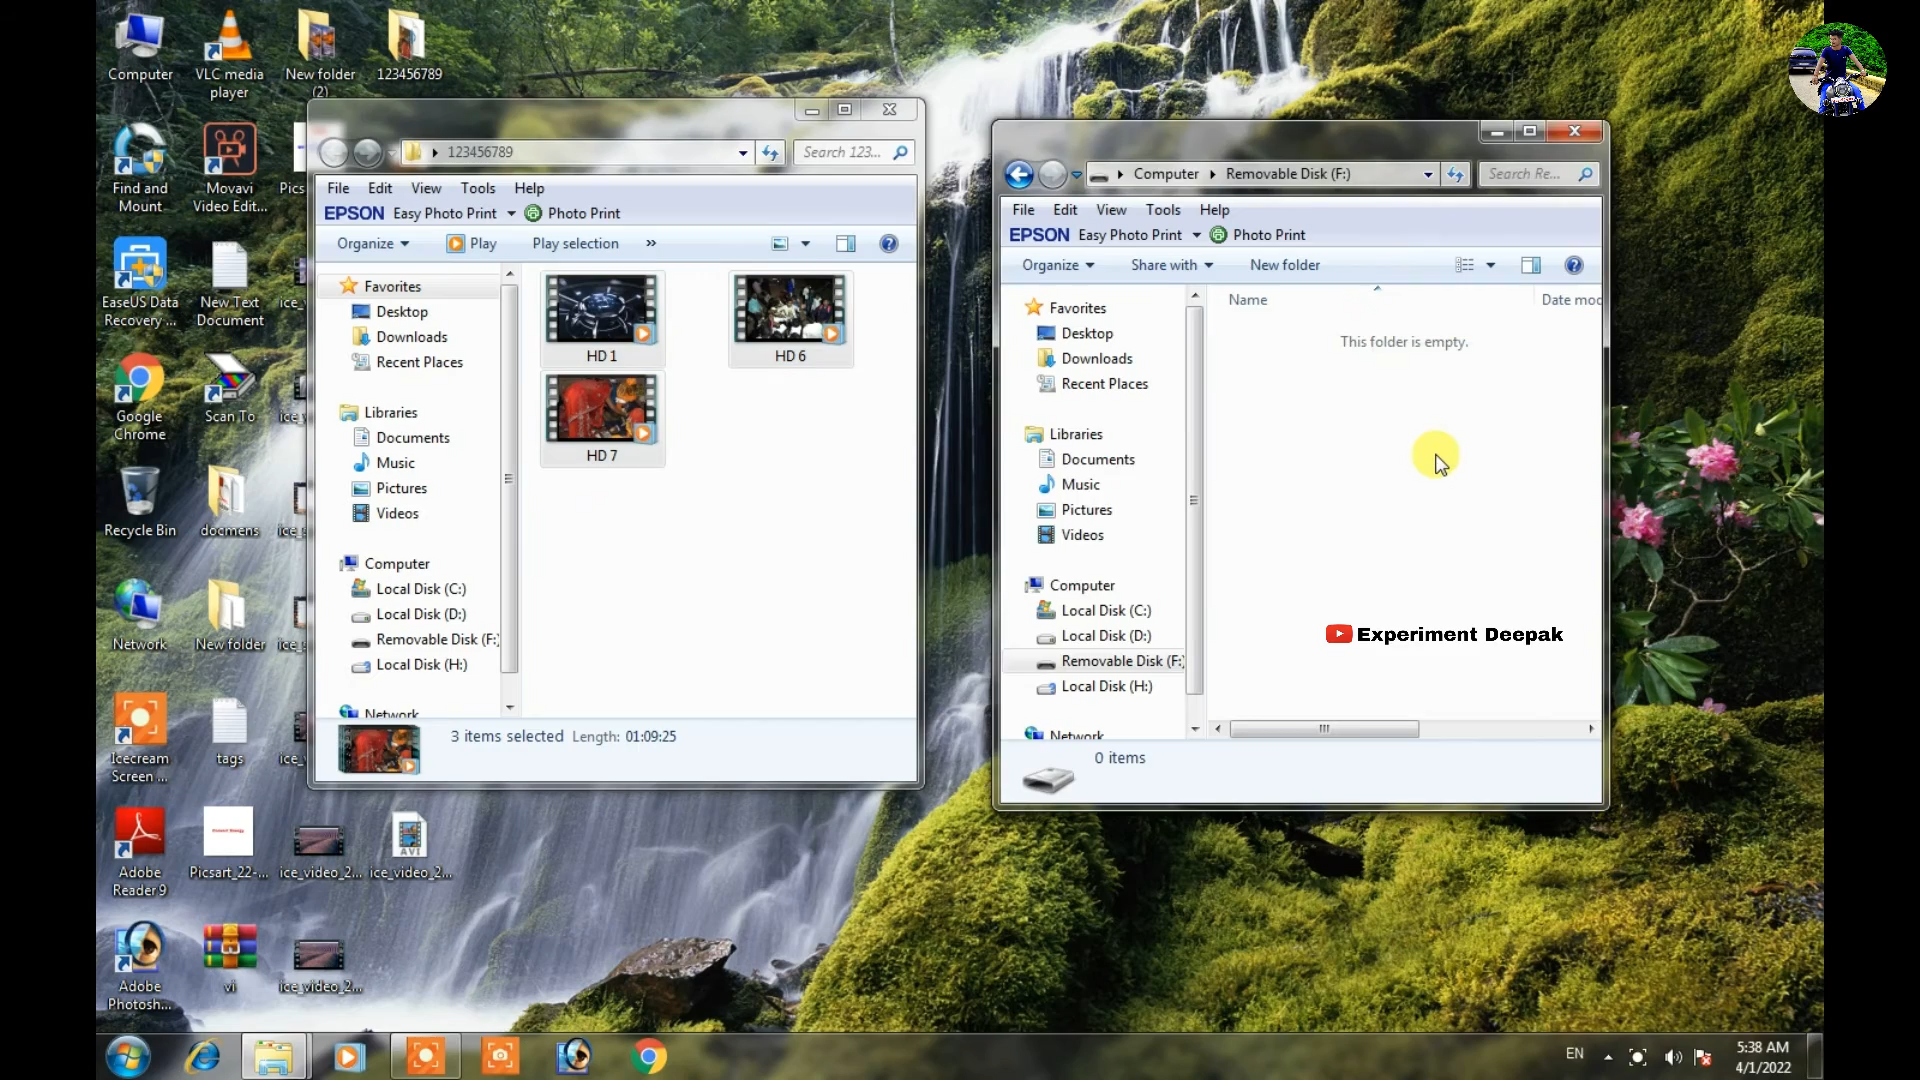 Computer
VLC media
player
New folder
(2)
123456789
Find and
Mount
Movavi
Video Edit...
Pics
EaseUS Data
Recovery ...
New Text
Document
ice_
Google
Chrome
Scan To
ice_
Recycle Bin
docmens
ice_
Network
New folder
ice_
Icecream
Screen ...
tags
ice_
Adobe
Reader 9
Picsart_22-...
ice_video_2...
AVI
ice_video_2...
Adobe
Photosh...
vi
ice_video_2...
123456789
Search 123...
File Edit View Tools Help
EPSON Easy Photo Print Photo Print
Organize Play Play selection »
Favorites
Desktop
Downloads
Recent Places
Libraries
Documents
Music
Pictures
Videos
Computer
Local Disk (C:)
Local Disk (D:)
Removable Disk (F:)
Local Disk (H:)
Network
HD 1
HD 6
HD 7
3 items selected Length: 01:09:25
Computer Removable Disk (F:)
Search Re...
File Edit View Tools Help
EPSON Easy Photo Print Photo Print
Organize Share with New folder
Favorites
Desktop
Downloads
Recent Places
Libraries
Documents
Music
Pictures
Videos
Computer
Local Disk (C:)
Local Disk (D:)
Removable Disk (F:)
Local Disk (H:)
Network
Name Date mod
This folder is empty.
Experiment Deepak
0 items
EN
5:38 AM
4/1/2022